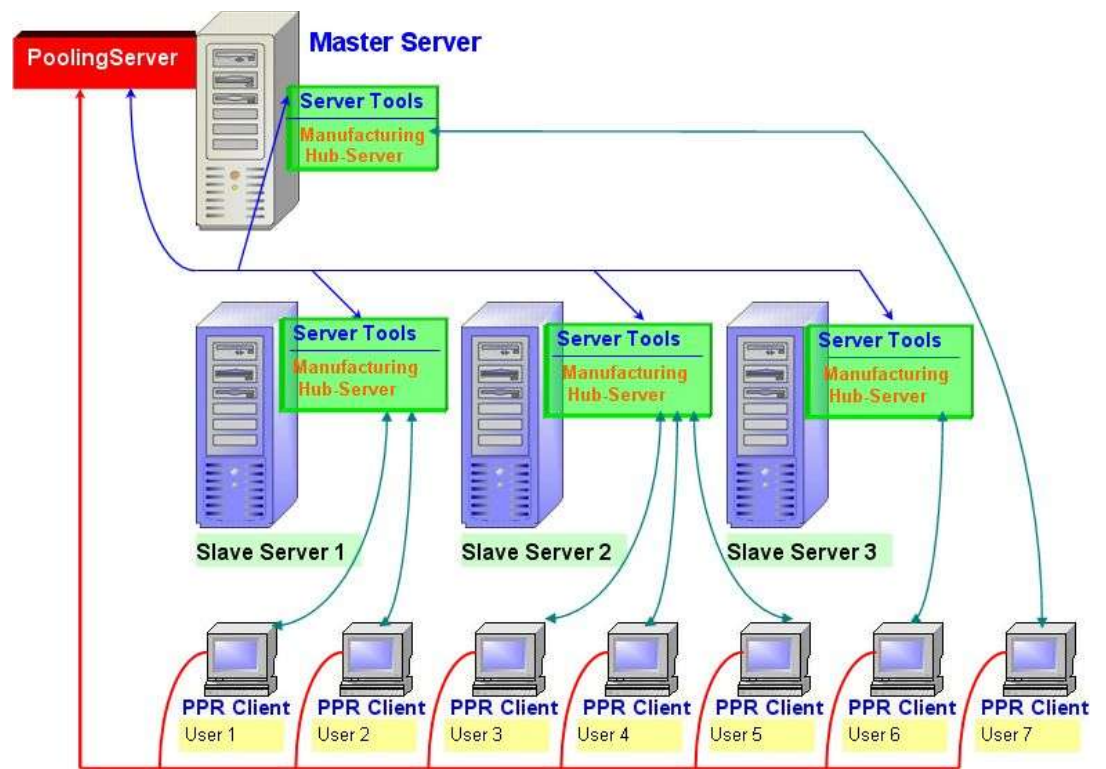 PoolingServer
Master Server
Server Tools
Manufacturing
Hub-Server
Server Tools
Manufacturing
Hub-Server
Server Tools
Manufacturing
Hub-Server
Server Tools
Manufacturing
Hub-Server
Slave Server 1
Slave Server 2
Slave Server 3
PPR Client
User 1
PPR Client
User 2
PPR Client
User 3
PPR Client
User 4
PPR Client
User 5
PPR Client
User 6
PPR Client
User 7